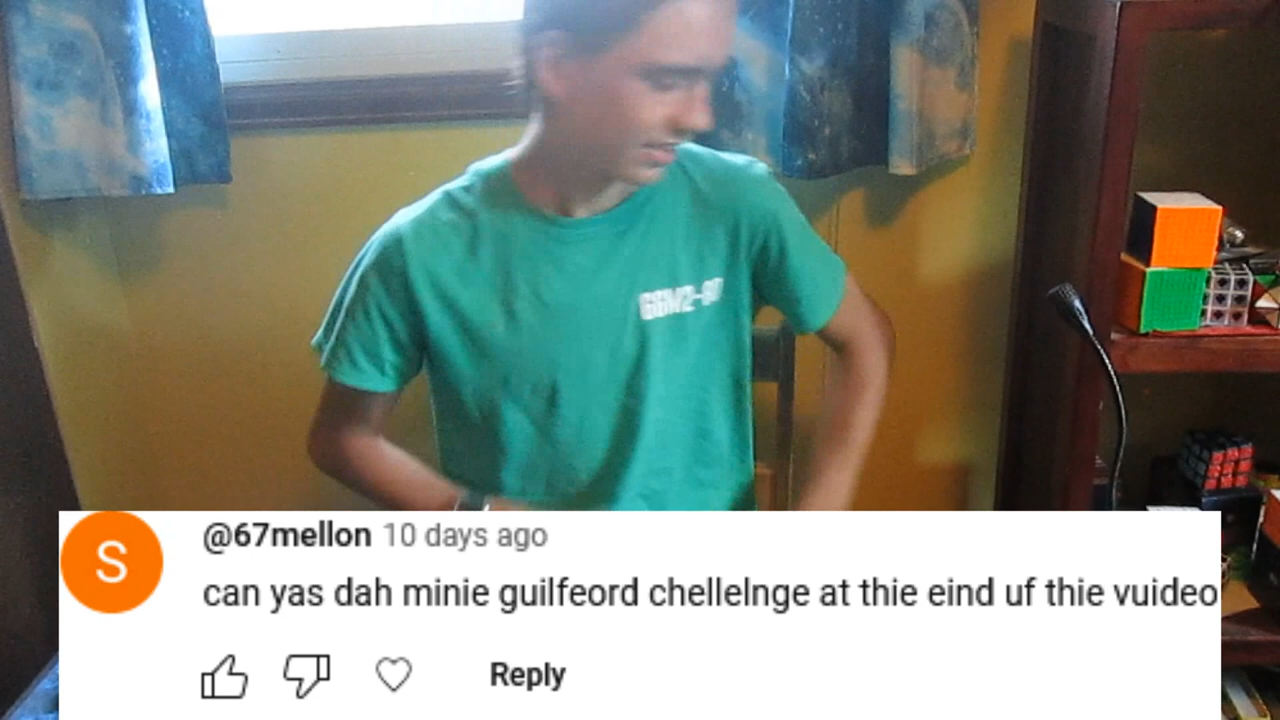 @67mellon 10 days ago
S
can yas dah minie guilfeord chellelnge at thie eind uf thie vuideo
Reply